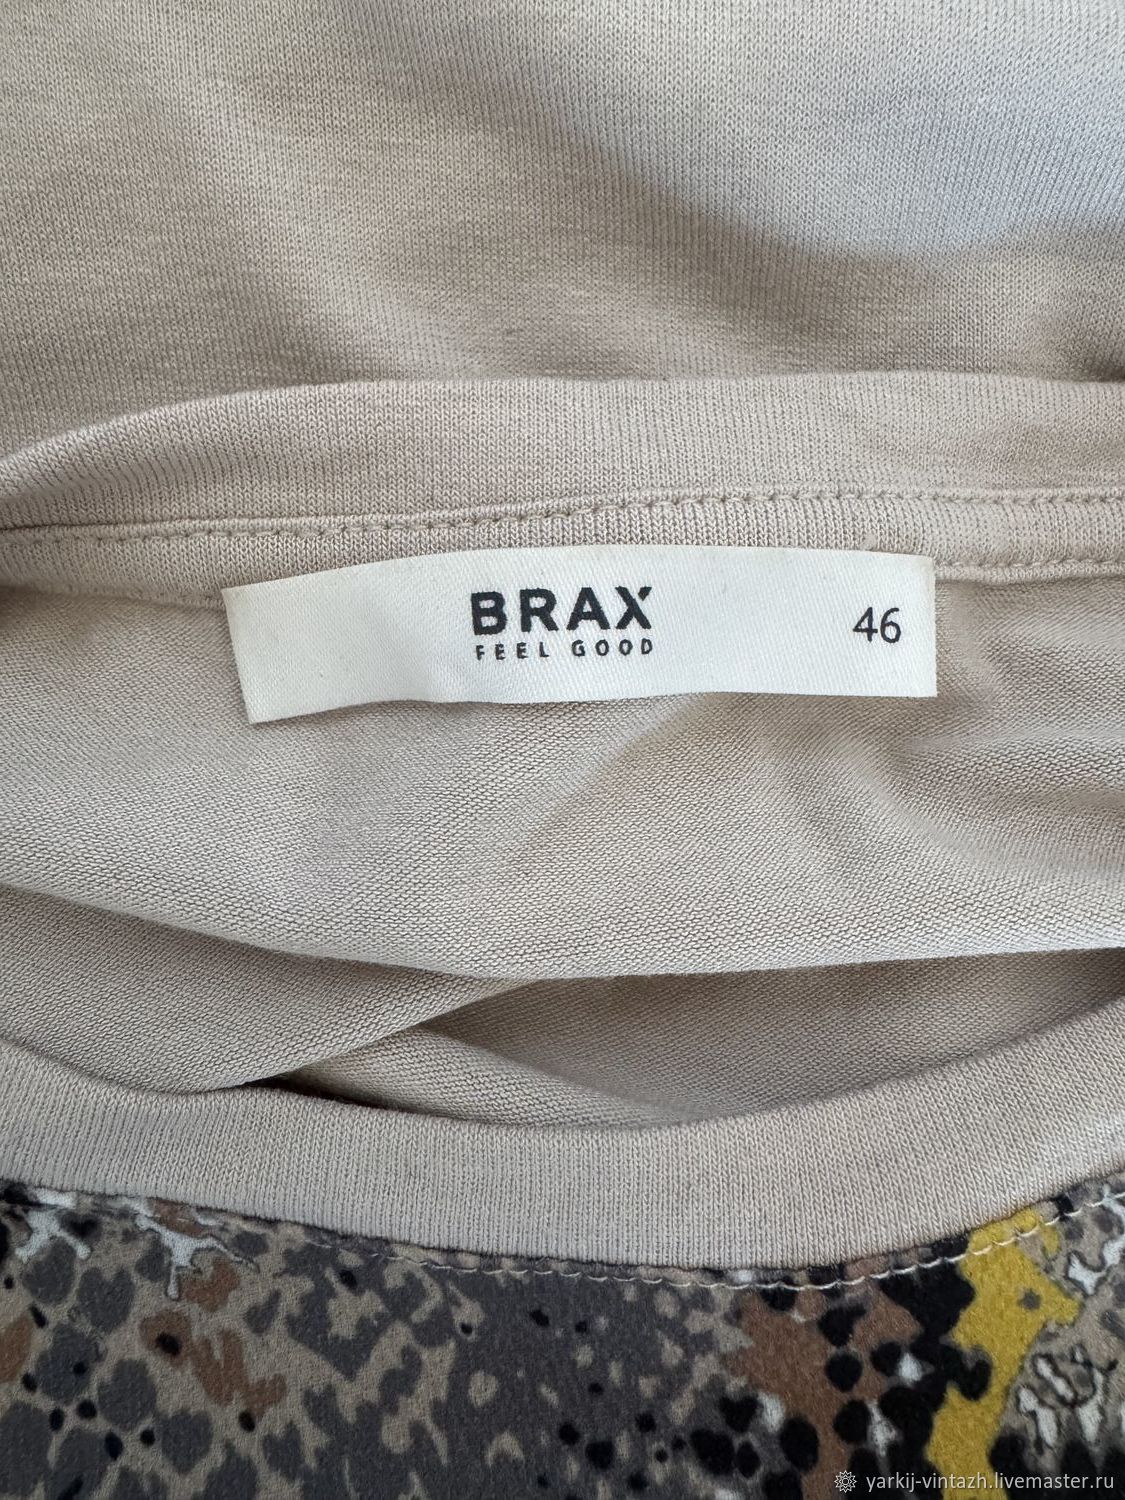 BRAX
FEEL GOOD
46
yarkij-vintazh.livemaster.ru